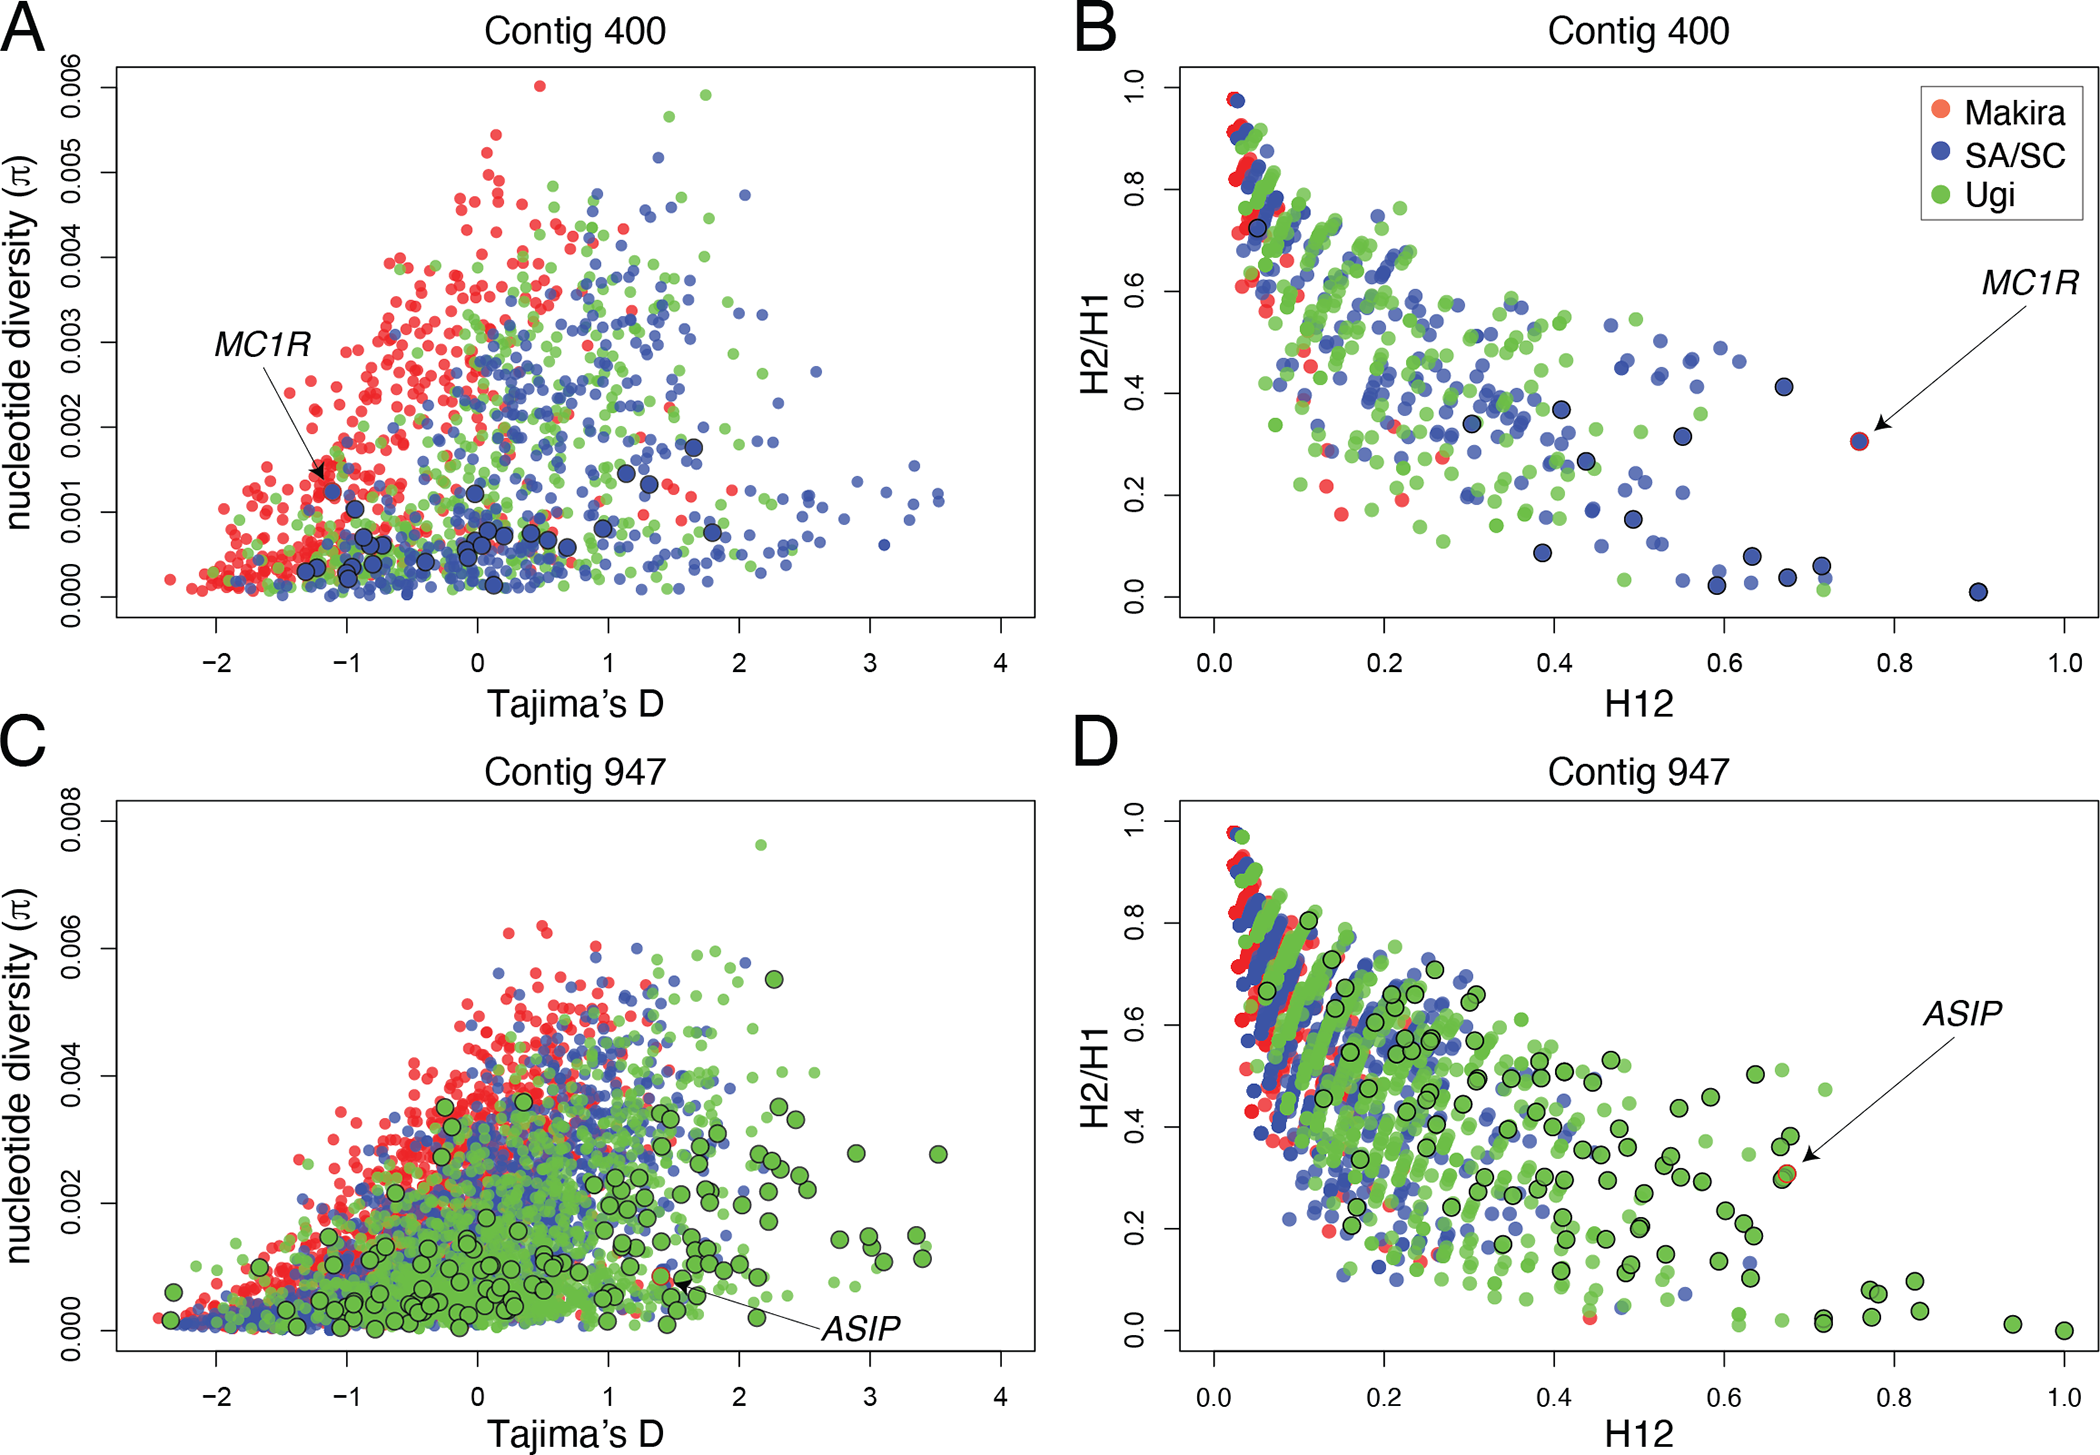 A
Contig 400
nucleotide diversity (π)
0.006
0.005
0.004
0.003
0.002
0.001
0.000
MC1R
−2 −1 0 1 2 3 4
Tajima’s D
B
Contig 400
H2/H1
1.0
0.8
0.6
0.4
0.2
0.0
Makira
SA/SC
Ugi
MC1R
0.0 0.2 0.4 0.6 0.8 1.0
H12
C
Contig 947
nucleotide diversity (π)
0.008
0.006
0.004
0.002
0.000
ASIP
−2 −1 0 1 2 3 4
Tajima’s D
D
Contig 947
H2/H1
1.0
0.8
0.6
0.4
0.2
0.0
ASIP
0.0 0.2 0.4 0.6 0.8 1.0
H12